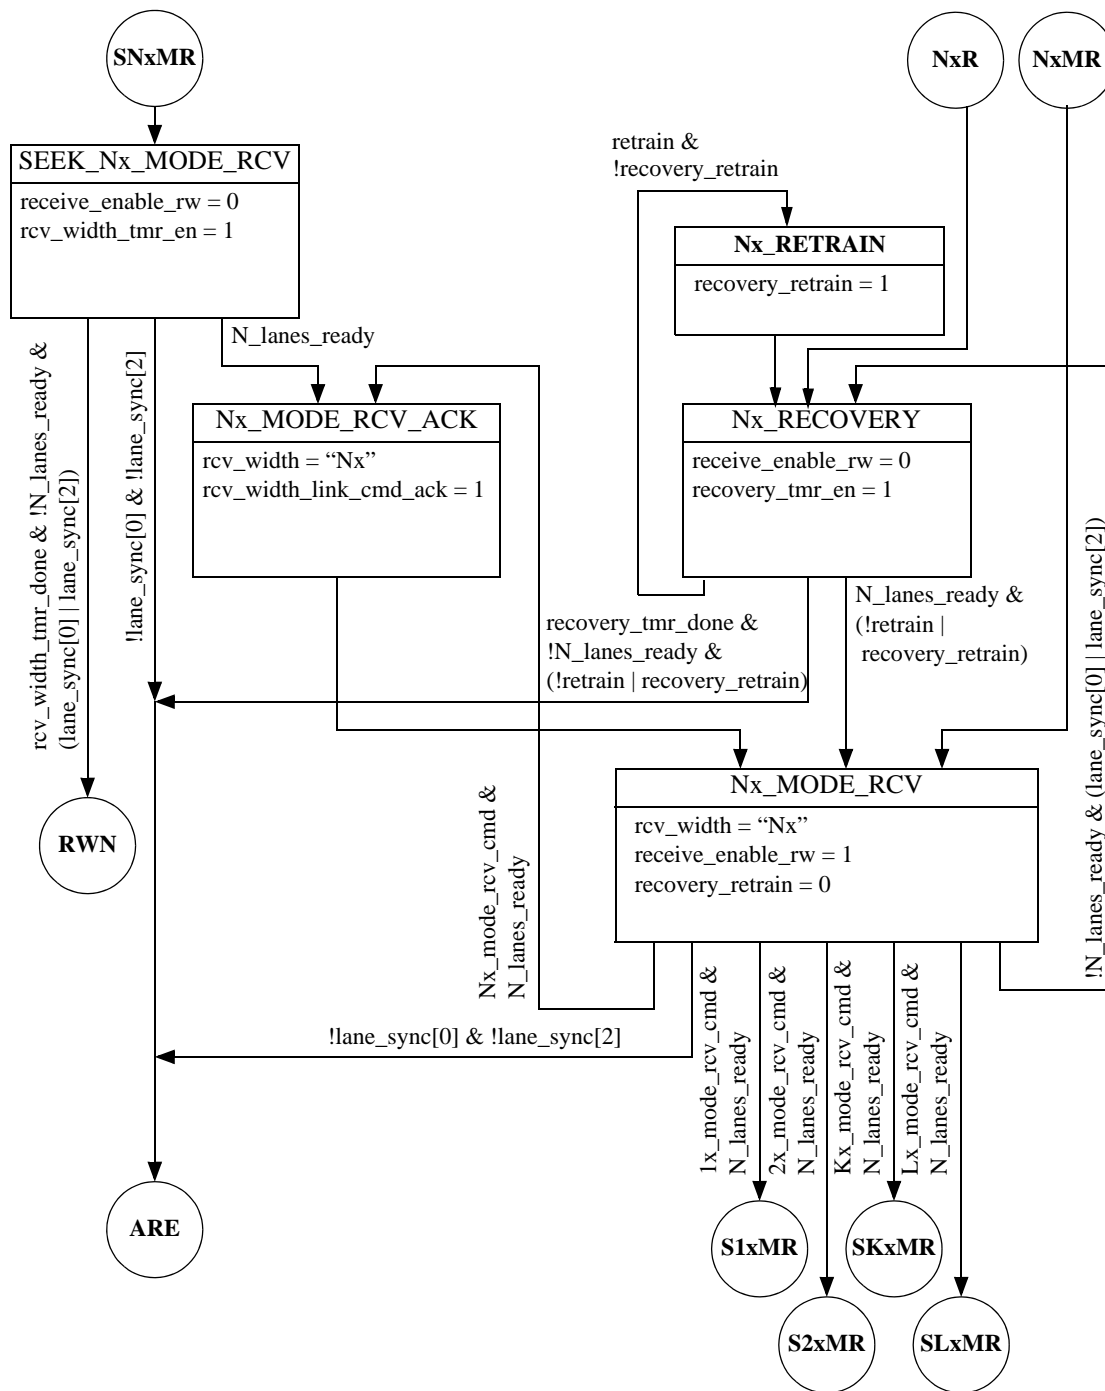 SNxMR
NxR
NxMR
SEEK_Nx_MODE_RCV
receive_enable_rw = 0
rcv_width_tmr_en = 1
retrain &
!recovery_retrain
Nx_RETRAIN
recovery_retrain = 1
N_lanes_ready
rcv_width_tmr_done & !N_lanes_ready &
(lane_sync[0] | lane_sync[2])
!lane_sync[0] & !lane_sync[2]
Nx_MODE_RCV_ACK
rcv_width = “Nx”
rcv_width_link_cmd_ack = 1
Nx_RECOVERY
receive_enable_rw = 0
recovery_tmr_en = 1
recovery_tmr_done &
!N_lanes_ready &
(!retrain | recovery_retrain)
N_lanes_ready &
(!retrain |
recovery_retrain)
!N_lanes_ready & (lane_sync[0] | lane_sync[2])
RWN
Nx_MODE_RCV
rcv_width = “Nx”
receive_enable_rw = 1
recovery_retrain = 0
Nx_mode_rcv_cmd &
N_lanes_ready
!lane_sync[0] & !lane_sync[2]
1x_mode_rcv_cmd &
N_lanes_ready
2x_mode_rcv_cmd &
N_lanes_ready
Kx_mode_rcv_cmd &
N_lanes_ready
Lx_mode_rcv_cmd &
N_lanes_ready
ARE
S1xMR
SKxMR
S2xMR
SLxMR